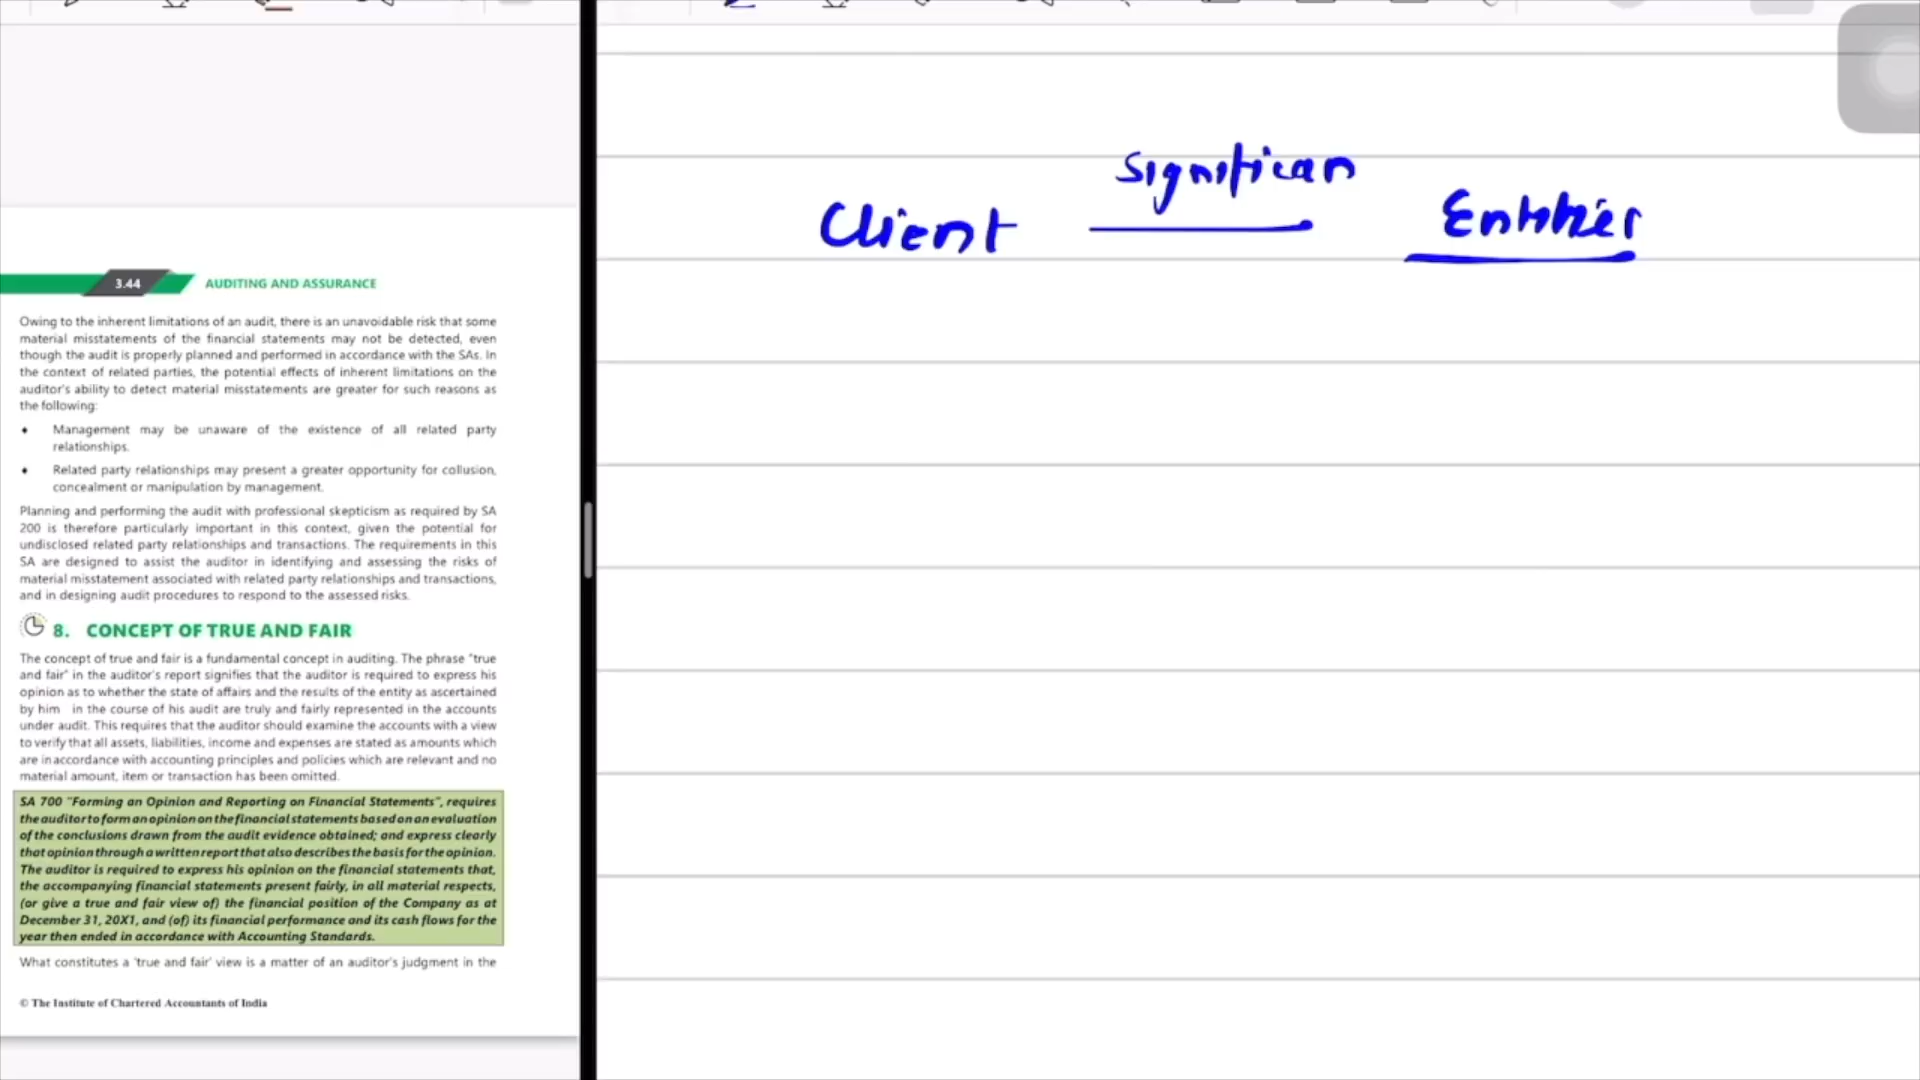 3.44 AUDITING AND ASSURANCE
Owing to the inherent limitations of an audit, there is an unavoidable risk that some
material misstatements of the financial statements may not be detected, even
though the audit is properly planned and performed in accordance with the SAs. In
the context of related parties, the potential effects of inherent limitations on the
auditor's ability to detect material misstatements are greater for such reasons as
the following:
• Management may be unaware of the existence of all related party
relationships.
• Related party relationships may present a greater opportunity for collusion,
concealment or manipulation by management.
Planning and performing the audit with professional skepticism as required by SA
200 is therefore particularly important in this context, given the potential for
undisclosed related party relationships and transactions. The requirements in this
SA are designed to assist the auditor in identifying and assessing the risks of
material misstatement associated with related party relationships and transactions,
and in designing audit procedures to respond to the assessed risks.
8. CONCEPT OF TRUE AND FAIR
The concept of true and fair is a fundamental concept in auditing. The phrase "true
and fair" in the auditor's report signifies that the auditor is required to express his
opinion as to whether the state of affairs and the results of the entity as ascertained
by him in the course of his audit are truly and fairly represented in the accounts
under audit. This requires that the auditor should examine the accounts with a view
to verify that all assets, liabilities, income and expenses are stated as amounts which
are in accordance with accounting principles and policies which are relevant and no
material amount, item or transaction has been omitted.
SA 700 "Forming an Opinion and Reporting on Financial Statements", requires
the auditor to form an opinion on the financial statements based on an evaluation
of the conclusions drawn from the audit evidence obtained; and express clearly
that opinion through a written report that also describes the basis for the opinion.
The auditor is required to express his opinion on the financial statements that,
the accompanying financial statements present fairly, in all material respects,
(or give a true and fair view of) the financial position of the Company as at
December 31, 20X1, and (of) its financial performance and its cash flows for the
year then ended in accordance with Accounting Standards.
What constitutes a 'true and fair' view is a matter of an auditor's judgment in the
© The Institute of Chartered Accountants of India
Significan
Client Entities